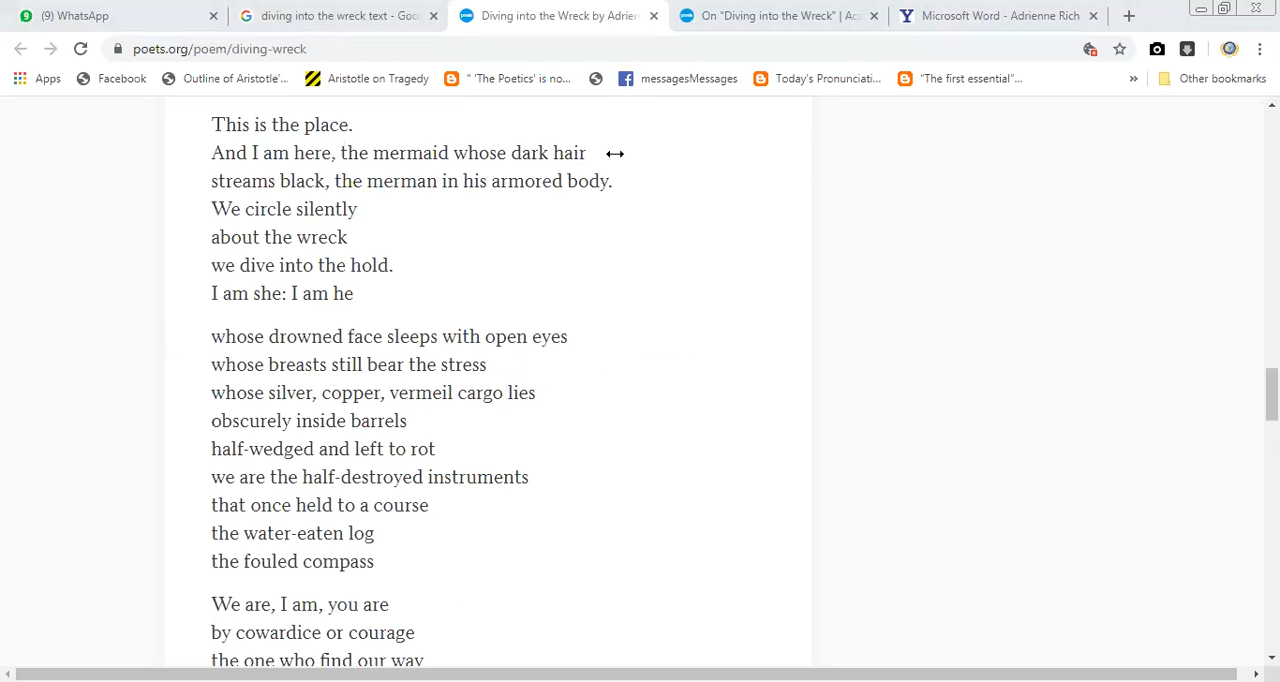 (9) WhatsApp
diving into the wreck text - Goo
Diving into the Wreck by Adrien
On "Diving into the Wreck" | Aca
Microsoft Word - Adrienne Rich
poets.org/poem/diving-wreck
Apps
Facebook
Outline of Aristotle'...
Aristotle on Tragedy
" 'The Poetics' is no...
messagesMessages
Today's Pronunciati...
"The first essential"...
Other bookmarks
This is the place.
And I am here, the mermaid whose dark hair
streams black, the merman in his armored body.
We circle silently
about the wreck
we dive into the hold.
I am she: I am he
whose drowned face sleeps with open eyes
whose breasts still bear the stress
whose silver, copper, vermeil cargo lies
obscurely inside barrels
half-wedged and left to rot
we are the half-destroyed instruments
that once held to a course
the water-eaten log
the fouled compass
We are, I am, you are
by cowardice or courage
the one who find our way